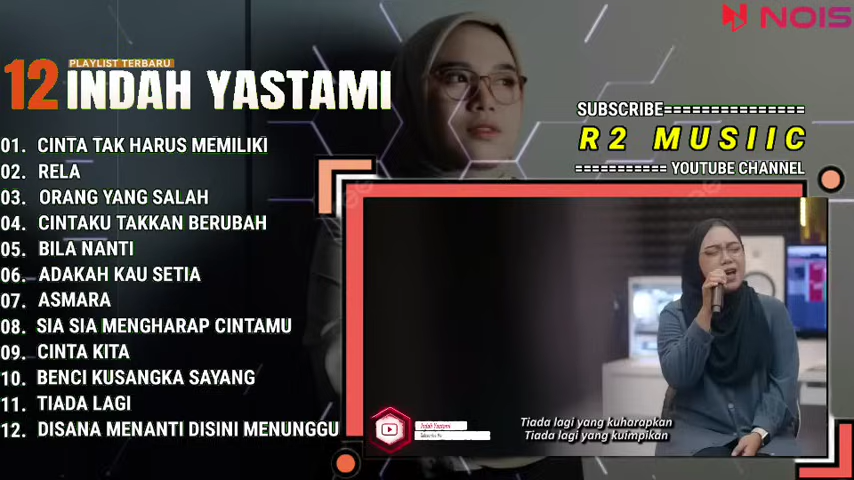 NOIS
PLAYLIST TERBARU
12 INDAH YASTAMI
SUBSCRIBE===============
R2 MUSIIC
=========== YOUTUBE CHANNEL
01. CINTA TAK HARUS MEMILIKI
02. RELA
03. ORANG YANG SALAH
04. CINTAKU TAKKAN BERUBAH
05. BILA NANTI
06. ADAKAH KAU SETIA
07. ASMARA
08. SIA SIA MENGHARAP CINTAMU
09. CINTA KITA
10. BENCI KUSANGKA SAYANG
11. TIADA LAGI
12. DISANA MENANTI DISINI MENUNGGU
Indah Yastami
Tiada lagi yang kuharapkan
Tiada lagi yang kuimpikan